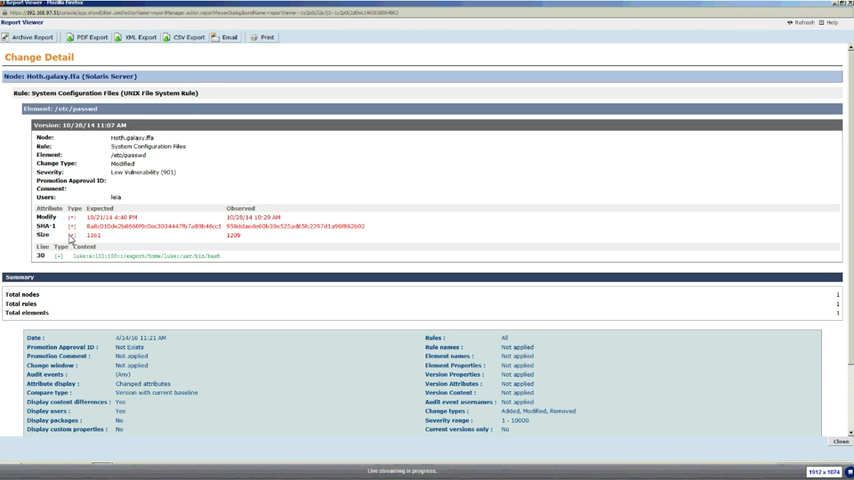 Report Viewer - Mozilla Firefox
Report Viewer
Refresh
Help
Archive Report
PDF Export
XML Export
CSV Export
Email
Print
Change Detail
Node: Hoth.galaxy.ffa (Solaris Server)
Rule: System Configuration Files (UNIX File System Rule)
Element: /etc/passwd
Version: 10/28/14 11:07 AM
Node: Hoth.galaxy.ffa
Rule: System Configuration Files
Element: /etc/passwd
Change Type: Modified
Severity: Low Vulnerability (901)
Promotion Approval ID:
Comment:
Users: leia
Attribute Type Expected Observed
Modify [*] 10/21/14 4:40 PM 10/28/14 10:29 AM
SHA-1 [*]
Size 1161 1209
Line Type Content
30 [+] luke:x:101:100::/export/home/luke:/usr/bin/bash
Summary
Total nodes 1
Total rules 1
Total elements 1
Date : 4/14/16 11:21 AM Rules : All
Promotion Approval ID : Not Exists Rule names : Not applied
Promotion Comment : Not applied Element names : Not applied
Change window : Not applied Element Properties : Not applied
Audit events : (Any) Version Properties : Not applied
Attribute display : Changed attributes Version Attributes : Not applied
Compare type : Version with current baseline Version Content : Not applied
Display content differences : Yes Audit event usernames : Not applied
Display users : Yes Change types : Added, Modified, Removed
Display packages : No Severity range : 1 - 10000
Display custom properties : No Current versions only : No
Close
Live streaming is progress.
1912 x 1074